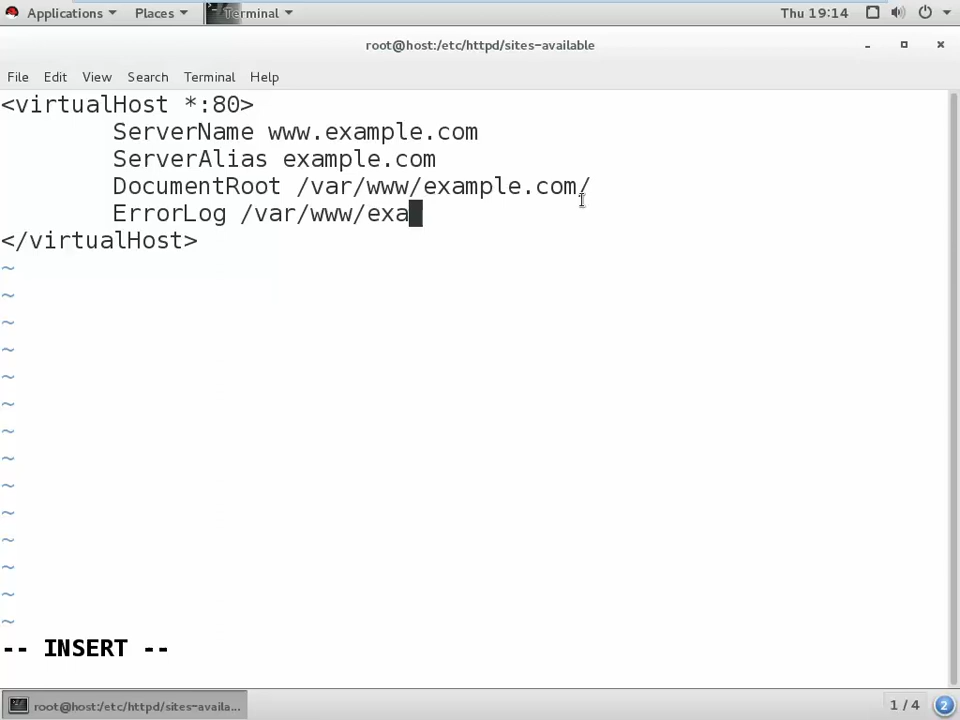 Applications Places Terminal Thu 19:14
root@host:/etc/httpd/sites-available
File Edit View Search Terminal Help
<virtualHost *:80>
ServerName www.example.com
ServerAlias example.com
DocumentRoot /var/www/example.com/
ErrorLog /var/www/exa
</virtualHost>
~
~
~
~
~
~
~
~
~
~
~
~
~
~
-- INSERT --
root@host:/etc/httpd/sites-availa... 1 / 4 2